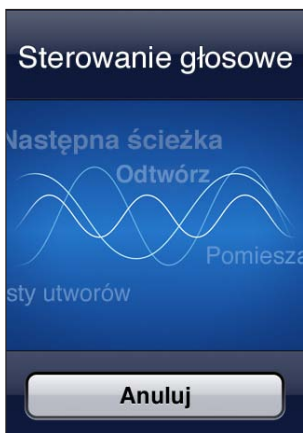 Sterowanie głosowe
Następna ścieżka
Odtwórz
Pomiesza
sty utworów
Anuluj